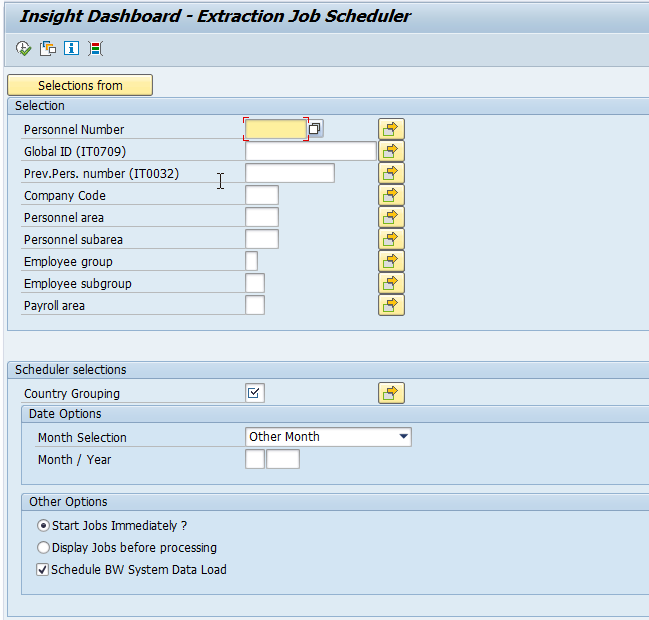 Insight Dashboard - Extraction Job Scheduler
Selections from
Selection
Personnel Number
Global ID (IT0709)
Prev.Pers. number (IT0032)
Company Code
Personnel area
Personnel subarea
Employee group
Employee subgroup
Payroll area
Scheduler selections
Country Grouping
Date Options
Month Selection Other Month
Month / Year
Other Options
Start Jobs Immediately ?
Display Jobs before processing
Schedule BW System Data Load